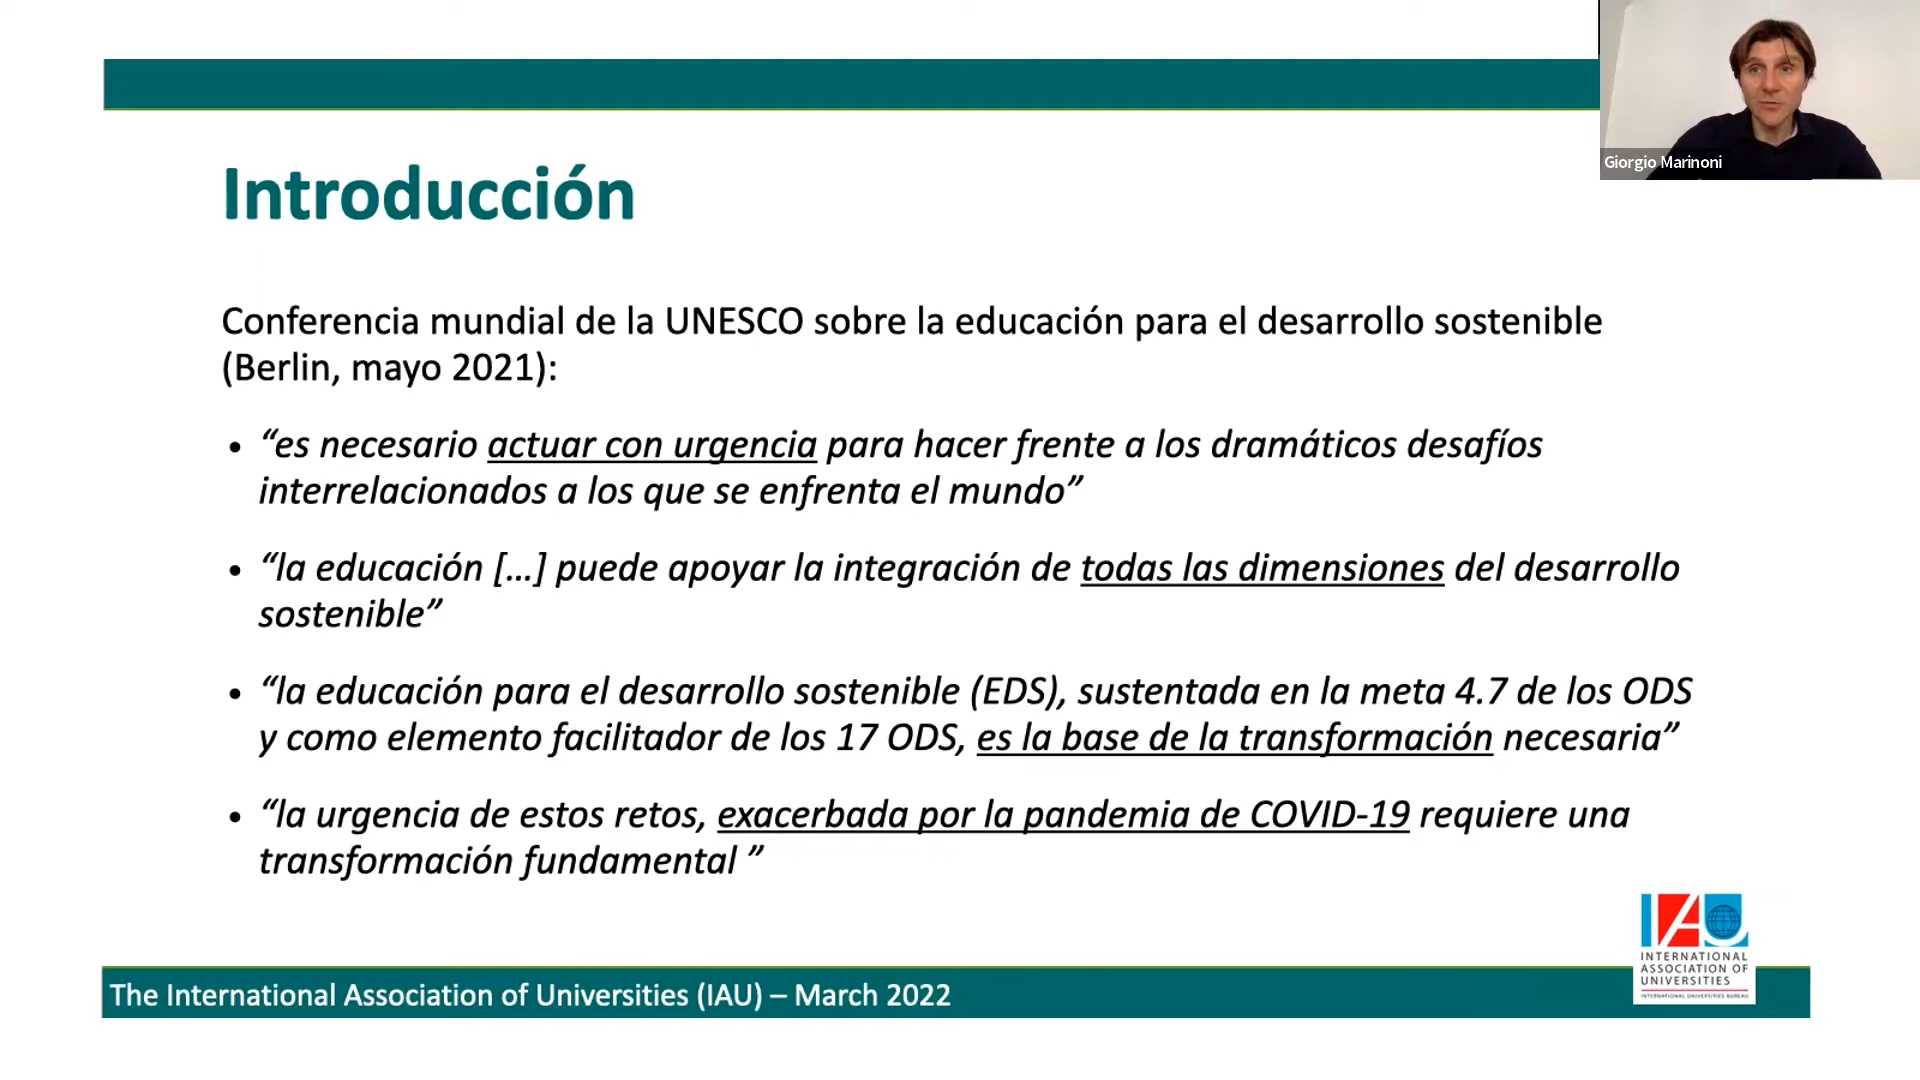 Giorgio Marinoni
Introducción
Conferencia mundial de la UNESCO sobre la educación para el desarrollo sostenible
(Berlin, mayo 2021):
• “es necesario actuar con urgencia para hacer frente a los dramáticos desafíos
interrelacionados a los que se enfrenta el mundo”
• “la educación […] puede apoyar la integración de todas las dimensiones del desarrollo
sostenible”
• “la educación para el desarrollo sostenible (EDS), sustentada en la meta 4.7 de los ODS
y como elemento facilitador de los 17 ODS, es la base de la transformación necesaria”
• “la urgencia de estos retos, exacerbada por la pandemia de COVID-19 requiere una
transformación fundamental ”
IAU
INTERNATIONAL
ASSOCIATION OF
UNIVERSITIES
INTERNATIONAL UNIVERSITIES BUREAU
The International Association of Universities (IAU) – March 2022